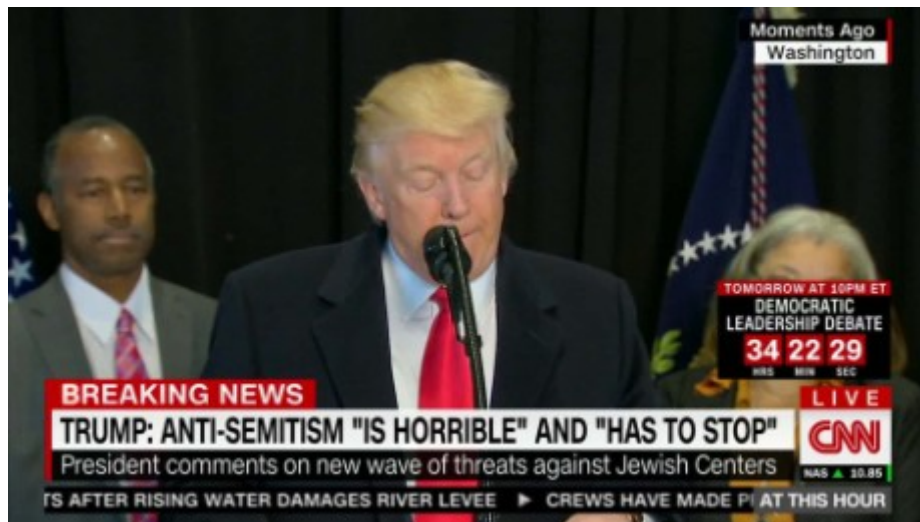 Moments Ago
Washington
TOMORROW AT 10PM ET
DEMOCRATIC
LEADERSHIP DEBATE
34 22 29
HRS MIN SEC
BREAKING NEWS
LIVE
TRUMP: ANTI-SEMITISM "IS HORRIBLE" AND "HAS TO STOP"
CNN
President comments on new wave of threats against Jewish Centers
NAS ▲ 10.85
TS AFTER RISING WATER DAMAGES RIVER LEVEE ► CREWS HAVE MADE P
AT THIS HOUR